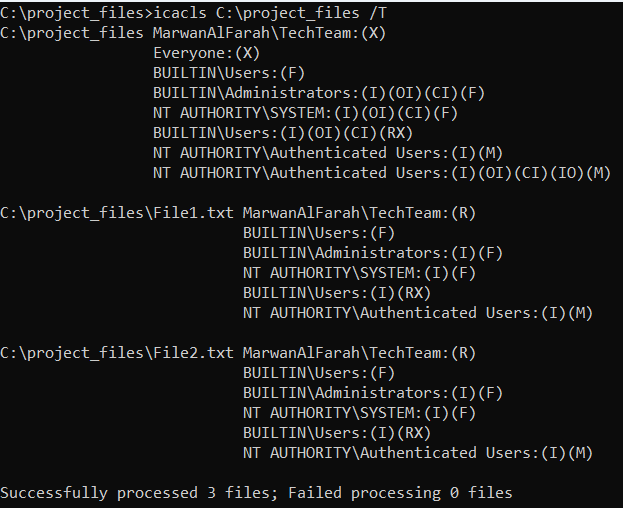 C:\project_files>icacls C:\project_files /T
C:\project_files MarwanAlFarah\TechTeam:(X)
Everyone:(X)
BUILTIN\Users:(F)
BUILTIN\Administrators:(I)(OI)(CI)(F)
NT AUTHORITY\SYSTEM:(I)(OI)(CI)(F)
BUILTIN\Users:(I)(OI)(CI)(RX)
NT AUTHORITY\Authenticated Users:(I)(M)
NT AUTHORITY\Authenticated Users:(I)(OI)(CI)(IO)(M)
C:\project_files\File1.txt MarwanAlFarah\TechTeam:(R)
BUILTIN\Users:(F)
BUILTIN\Administrators:(I)(F)
NT AUTHORITY\SYSTEM:(I)(F)
BUILTIN\Users:(I)(RX)
NT AUTHORITY\Authenticated Users:(I)(M)
C:\project_files\File2.txt MarwanAlFarah\TechTeam:(R)
BUILTIN\Users:(F)
BUILTIN\Administrators:(I)(F)
NT AUTHORITY\SYSTEM:(I)(F)
BUILTIN\Users:(I)(RX)
NT AUTHORITY\Authenticated Users:(I)(M)
Successfully processed 3 files; Failed processing 0 files